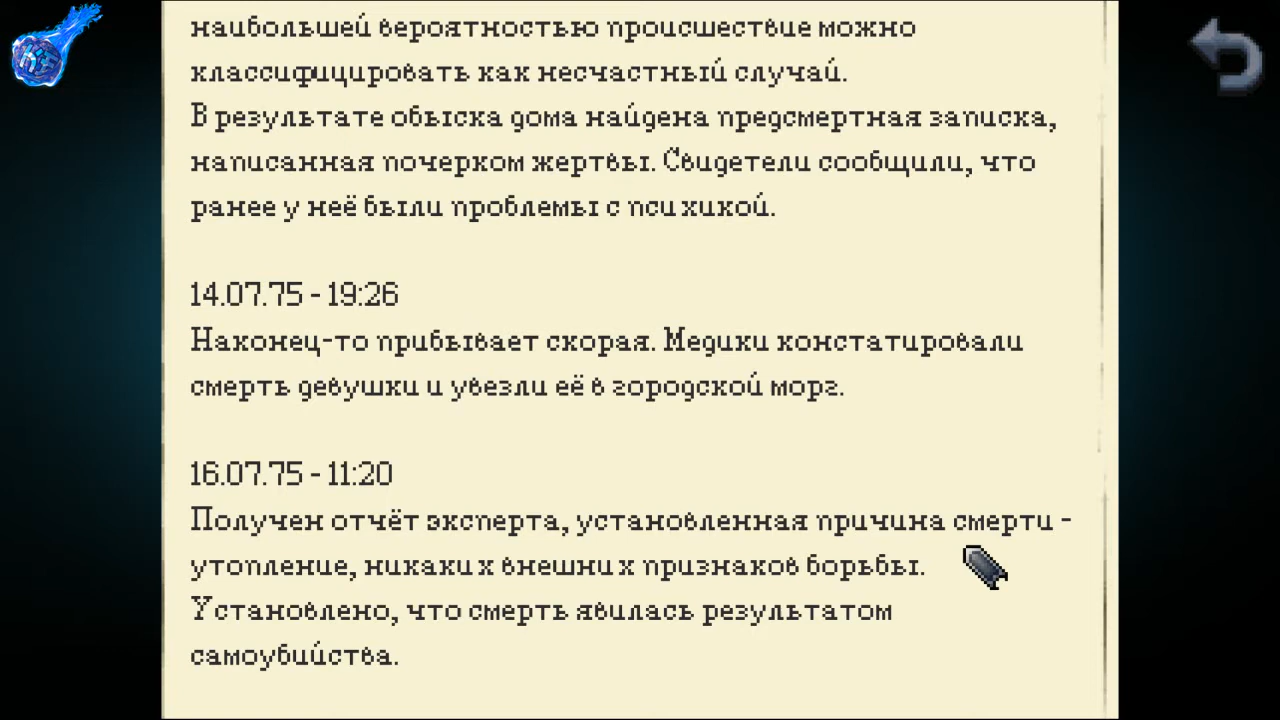 наибольшей вероятностью происшествие можно
классифицировать как несчастный случай.
В результате обыска дома найдена предсмертная записка,
написанная почерком жертвы. Свидетели сообщили, что
ранее у неё были проблемы с психикой.
14.07.75 - 19:26
Наконец-то прибывает скорая. Медики констатировали
смерть девушки и увезли её в городской морг.
16.07.75 - 11:20
Получен отчёт эксперта, установленная причина смерти -
утопление, никаких внешних признаков борьбы.
Установлено, что смерть явилась результатом
самоубийства.